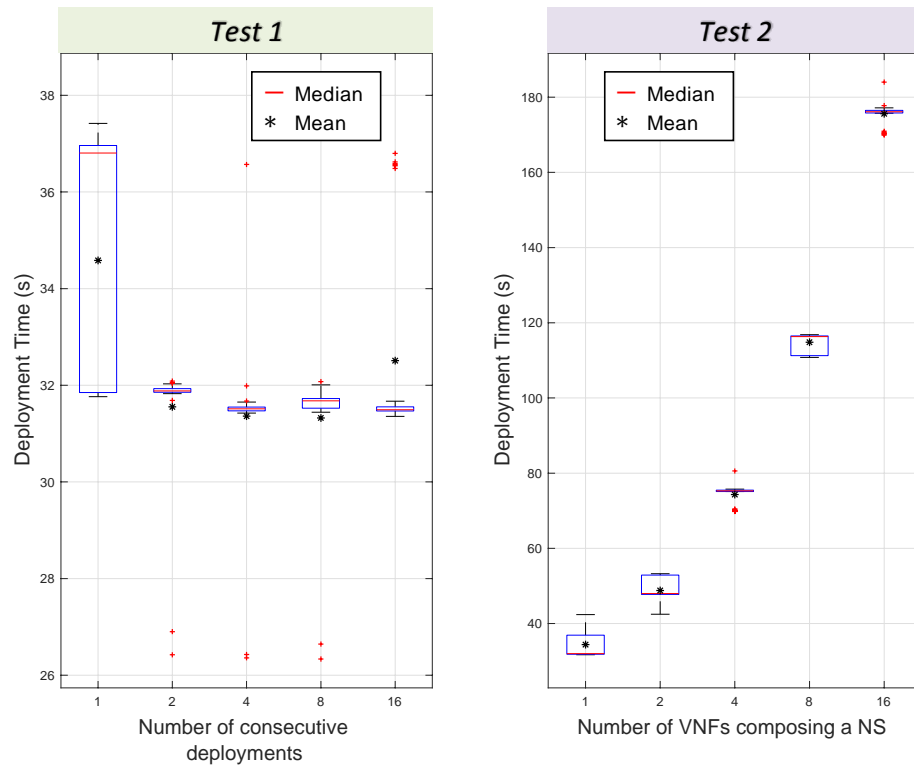 Test 1
Median
Mean
Deployment Time (s)
38
36
34
32
30
28
26
1
2
4
8
16
Number of consecutive
deployments
Test 2
Median
Mean
Deployment Time (s)
180
160
140
120
100
80
60
40
1
2
4
8
16
Number of VNFs composing a NS